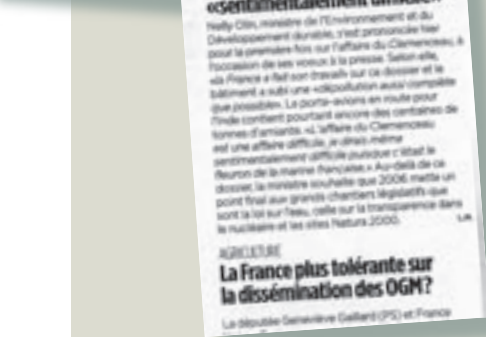 «sentimentalement difficile»
Nelly Olin, ministre de l'Environnement et du
Développement durable, s'est prononcée hier
pour la première fois sur l'affaire du Clemenceau, à
l'occasion de ses voeux à la presse. Selon elle,
«la France a fait son travail» sur ce dossier et le
bâtiment a subi une «dépollution aussi complète
que possible». Le porte-avions en route pour
l'Inde contient pourtant encore des centaines de
tonnes d'amiante. «L'affaire du Clemenceau
est une affaire difficile, je dirais même
sentimentalement difficile puisque c'était le
fleuron de la marine française.» Au-delà de ce
dossier, la ministre souhaite que 2006 mette un
point final aux grands chantiers législatifs que
sont la loi sur l'eau, celle sur la transparence dans
le nucléaire et les sites Natura 2000.
AGRICULTURE
La France plus tolérante sur
la dissémination des OGM?
La députée Geneviève Gaillard (PS) et France